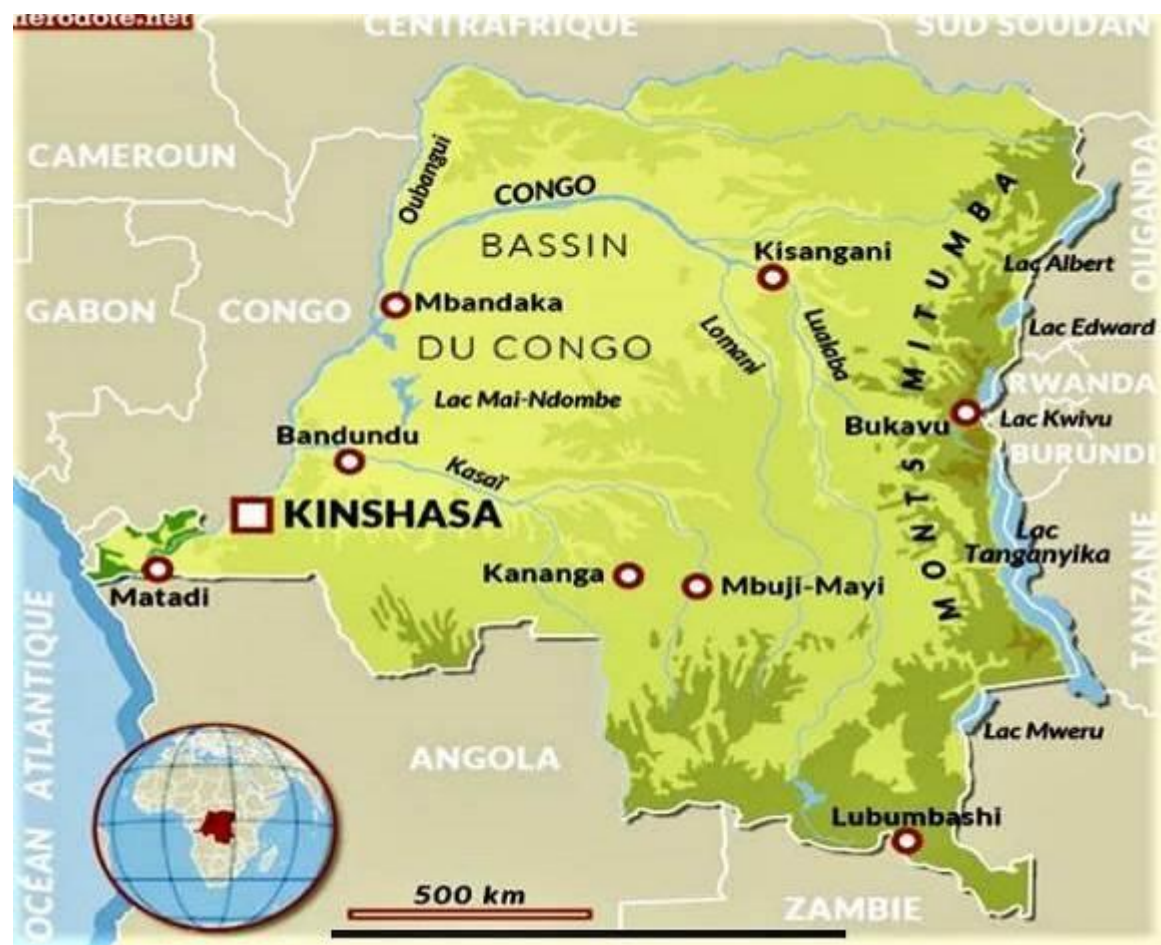 herodote.net
CENTRAFRIQUE
SUD SOUDAN
CAMEROUN
Oubangui
CONGO
BASSIN
OUGANDA
Kisangani
Lac Albert
GABON
CONGO
Mbandaka
Lac Edward
DU CONGO
Lomani
Lualaba
MONTS MITUMBA
RWANDA
Lac Mai-Ndombe
Bukavu
Lac Kwivu
Bandundu
BURUNDI
Kasaï
KINSHASA
Lac
Tanganyika
TANZANIE
Kananga
Mbuji-Mayi
Matadi
OCÉAN ATLANTIQUE
Lac Mweru
ANGOLA
Lubumbashi
500 km
ZAMBIE